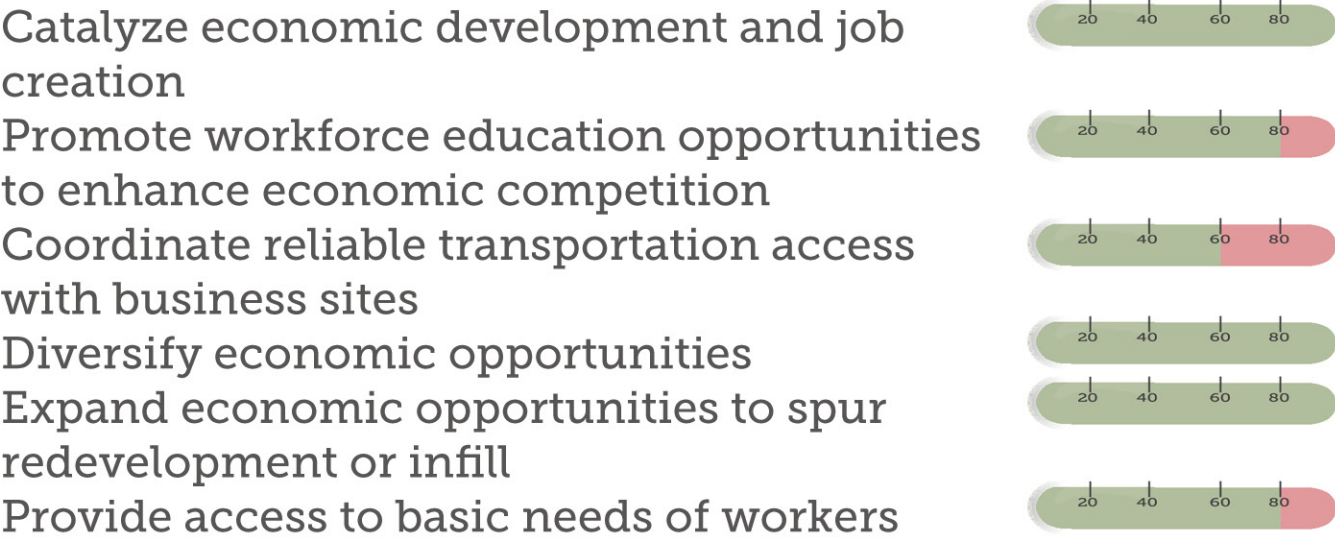 Catalyze economic development and job
20 40 60 80
creation
Promote workforce education opportunities
20 40 60 80
to enhance economic competition
Coordinate reliable transportation access
20 40 60 80
with business sites
Diversify economic opportunities
20 40 60 80
Expand economic opportunities to spur
20 40 60 80
redevelopment or infill
Provide access to basic needs of workers
20 40 60 80